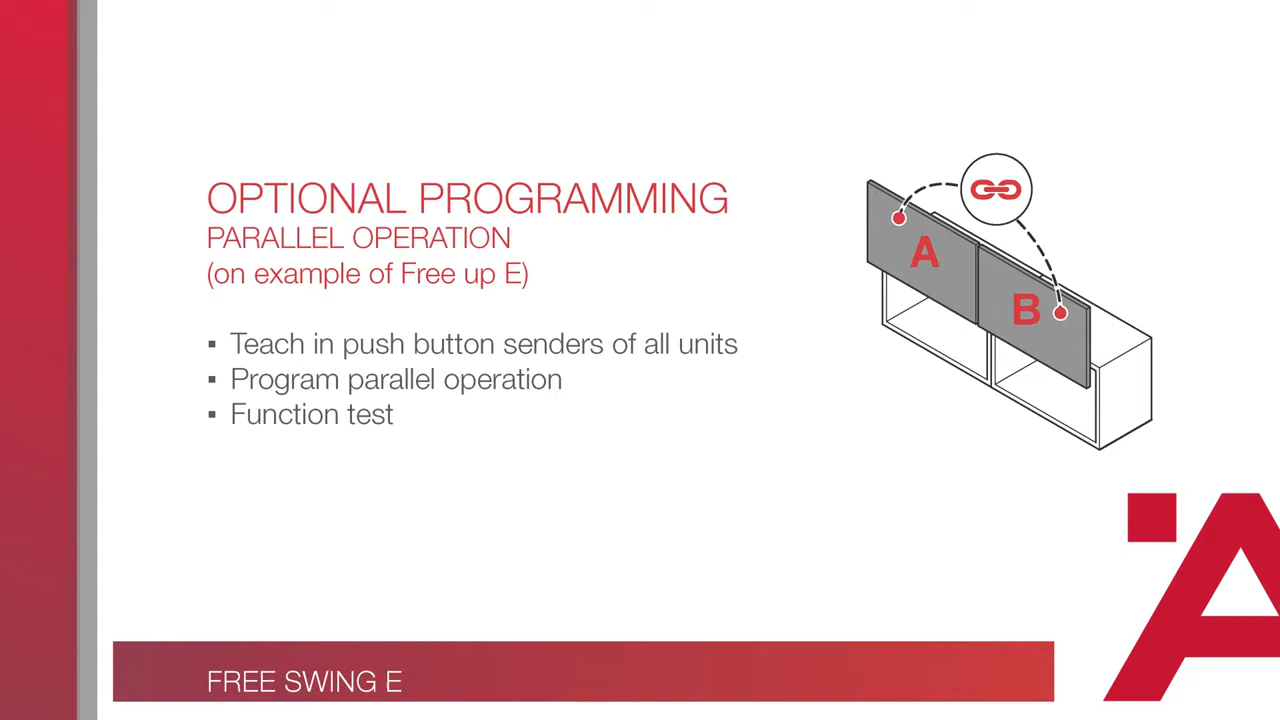 OPTIONAL PROGRAMMING
PARALLEL OPERATION
(on example of Free up E)
▪ Teach in push button senders of all units
▪ Program parallel operation
▪ Function test
A
B
FREE SWING E